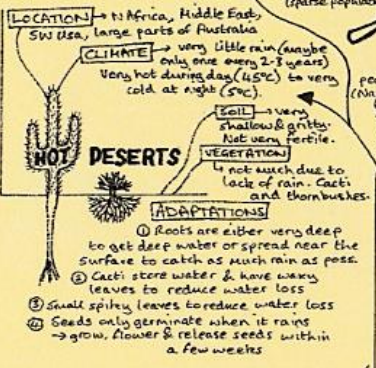 (sparse
LOCATION → N Africa, Middle East,
SW Usa, large parts of Australia
CLIMATE → very little rain (maybe
only once every 2-3 years)
Very hot during day (45°C) to very
cold at night (5°C).
SOIL → very
shallow & gritty.
Not very fertile.
HOT DESERTS
VEGETATION
→ not much due to
lack of rain. Cacti
and thornbushes.
ADAPTATIONS
① Roots are either very deep
to get deep water or spread near the
surface to catch as much rain as poss.
② Cacti store water & have waxy
leaves to reduce water loss
③ Small spikey leaves to reduce water loss
④ Seeds only germinate when it rains
→ grow, flower & release seeds within
a few weeks